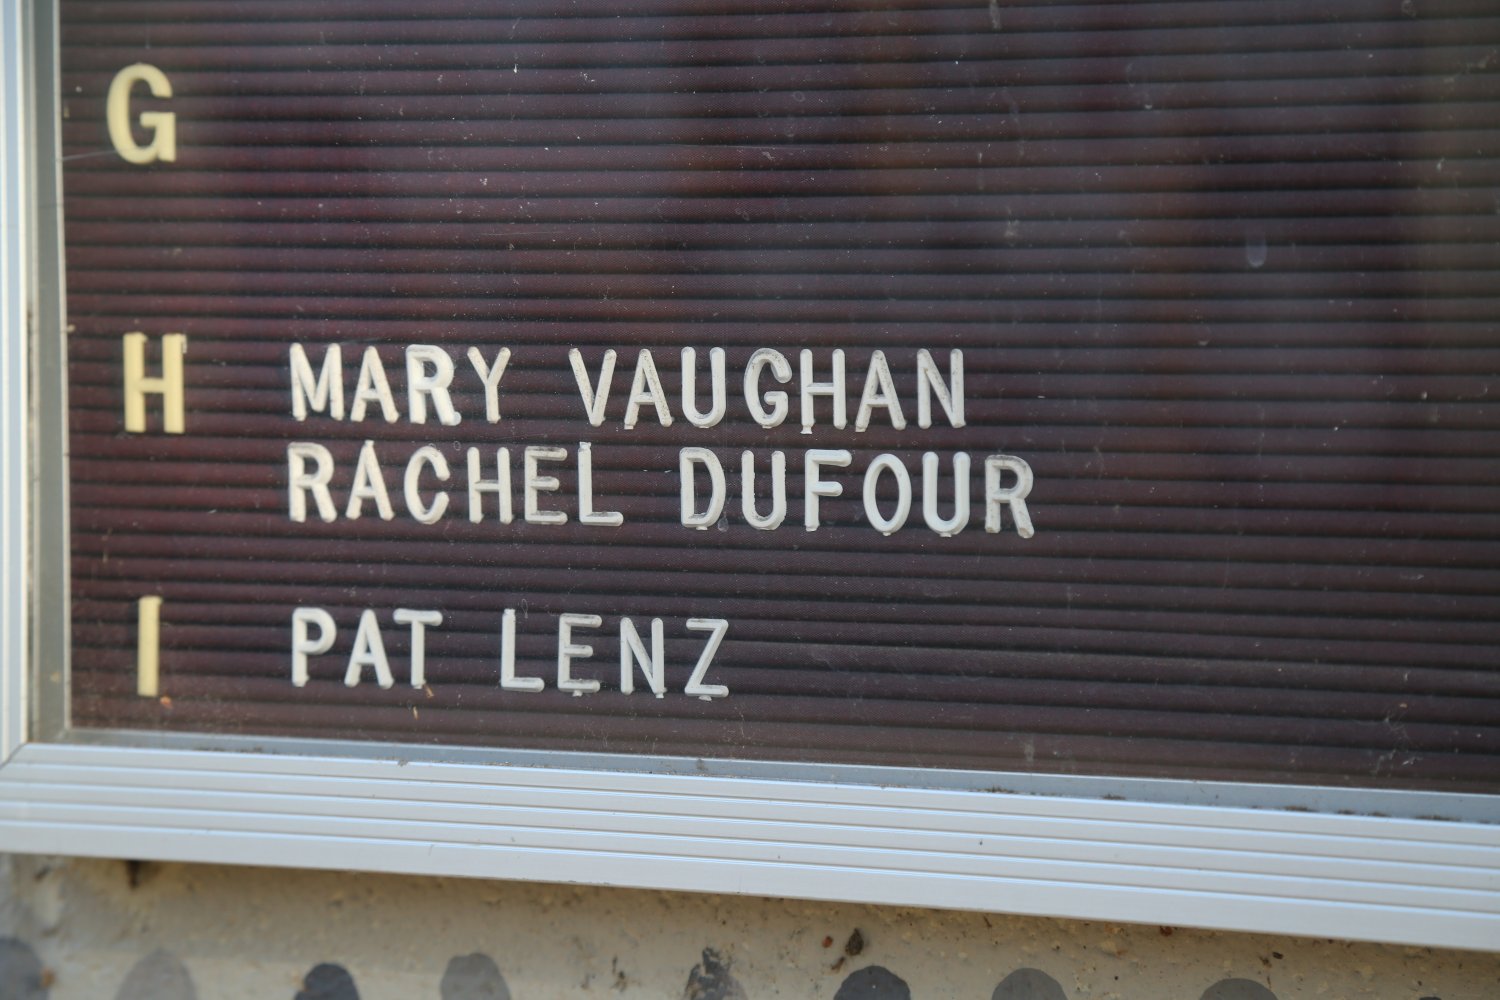 G
H MARY VAUGHAN
RACHEL DUFOUR
I PAT LENZ